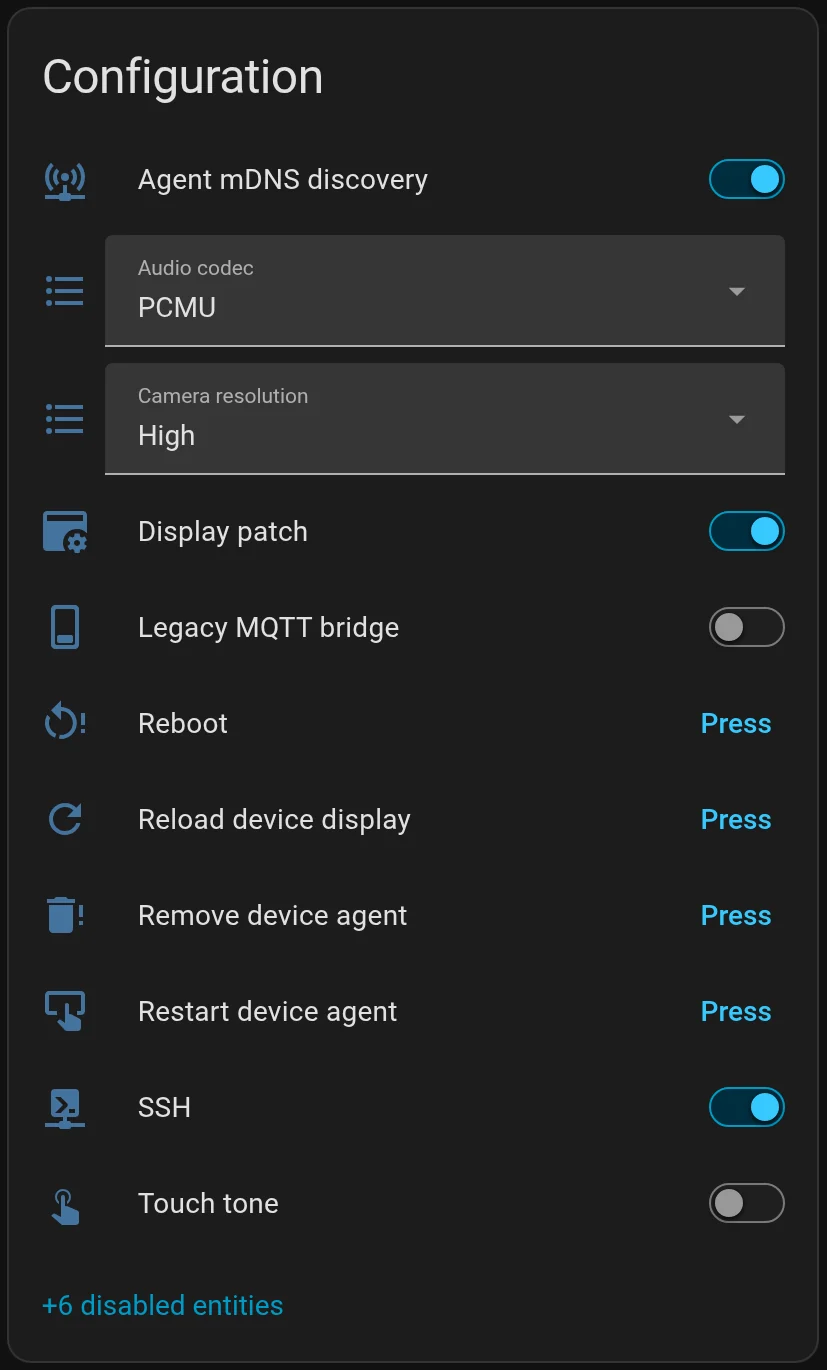 Configuration
Agent mDNS discovery
Audio codec
PCMU
Camera resolution
High
Display patch
Legacy MQTT bridge
Reboot
Press
Reload device display
Press
Remove device agent
Press
Restart device agent
Press
SSH
Touch tone
+6 disabled entities